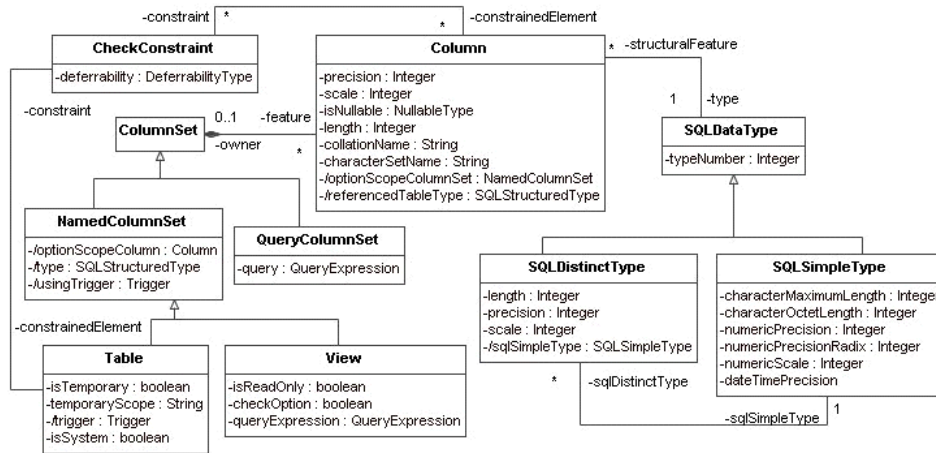 -constraint
*
-constrainedElement
*
CheckConstraint
-deferrability : DeferrabilityType
Column
-precision : Integer
-scale : Integer
-isNullable : NullableType
-length : Integer
-collationName : String
-characterSetName : String
-/optionScopeColumnSet : NamedColumnSet
-/referencedTableType : SQLStructuredType
*
-structuralFeature
1
-type
-constraint
ColumnSet
0..1
-feature
-owner
*
SQLDataType
-typeNumber : Integer
NamedColumnSet
-/optionScopeColumn : Column
-/type : SQLStructuredType
-/usingTrigger : Trigger
QueryColumnSet
-query : QueryExpression
SQLDistinctType
-length : Integer
-precision : Integer
-scale : Integer
-/sqlSimpleType : SQLSimpleType
SQLSimpleType
-characterMaximumLength : Integer
-characterOctetLength : Integer
-numericPrecision : Integer
-numericPrecisionRadix : Integer
-numericScale : Integer
-dateTimePrecision
-constrainedElement
Table
-isTemporary : boolean
-temporaryScope : String
-/trigger : Trigger
-isSystem : boolean
View
-isReadOnly : boolean
-checkOption : boolean
-queryExpression : QueryExpression
*
-sqlDistinctType
1
-sqlSimpleType